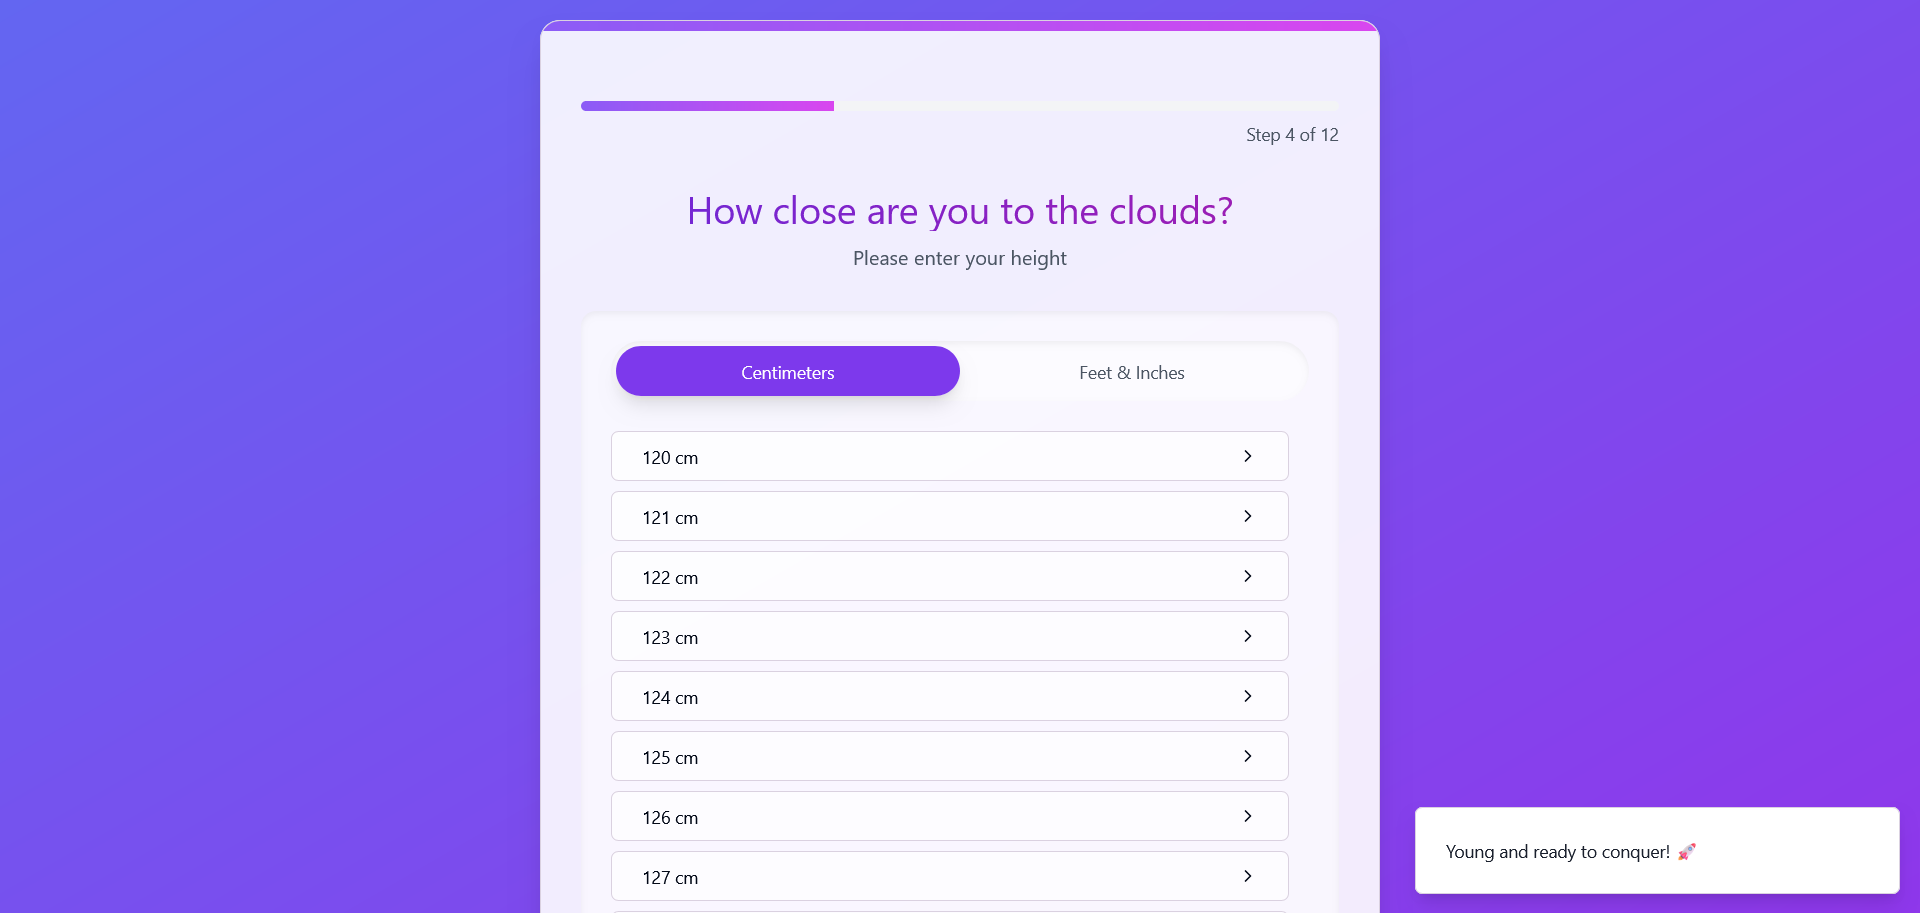 Step 4 of 12
How close are you to the clouds?
Please enter your height
Centimeters
Feet & Inches
120 cm
121 cm
122 cm
123 cm
124 cm
125 cm
126 cm
127 cm
Young and ready to conquer! 🚀